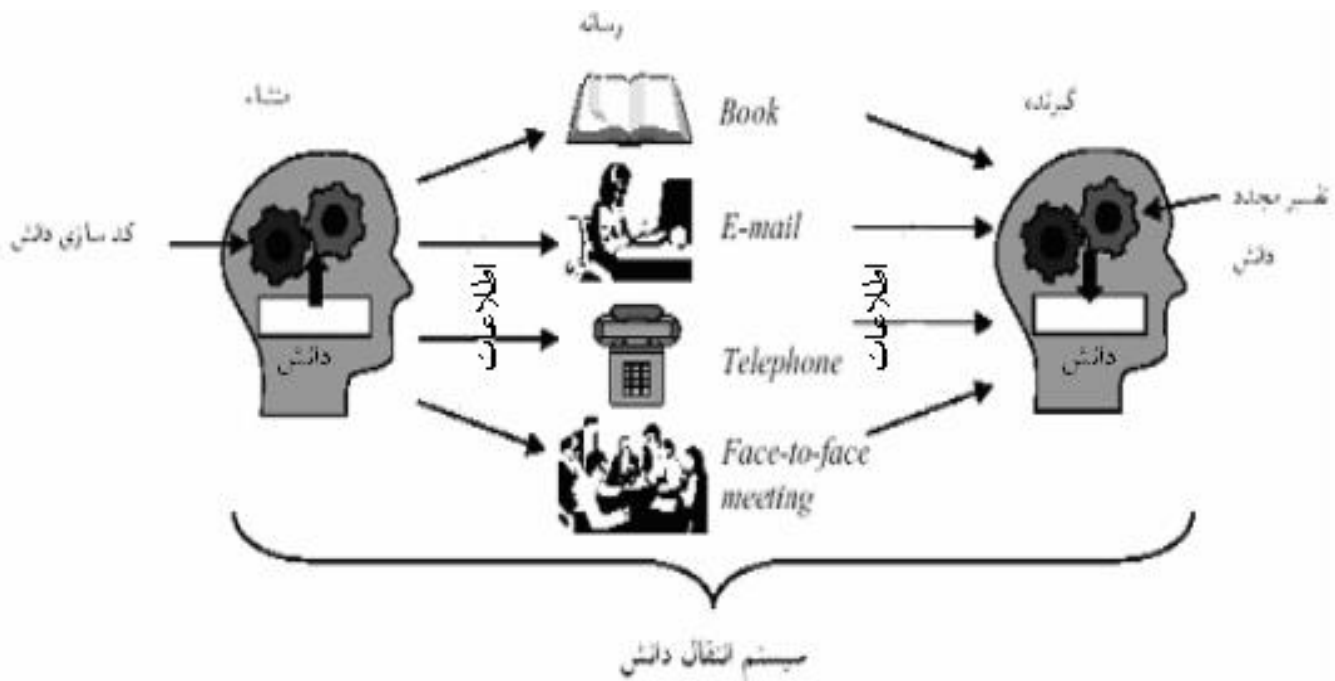 رسانه
منشاء
گیرنده
Book
کد سازی دانش
E-mail
تفسیر مجدد
دانش
اطلاعات
اطلاعات
Telephone
دانش
دانش
Face-to-face
meeting
سیستم انتقال دانش